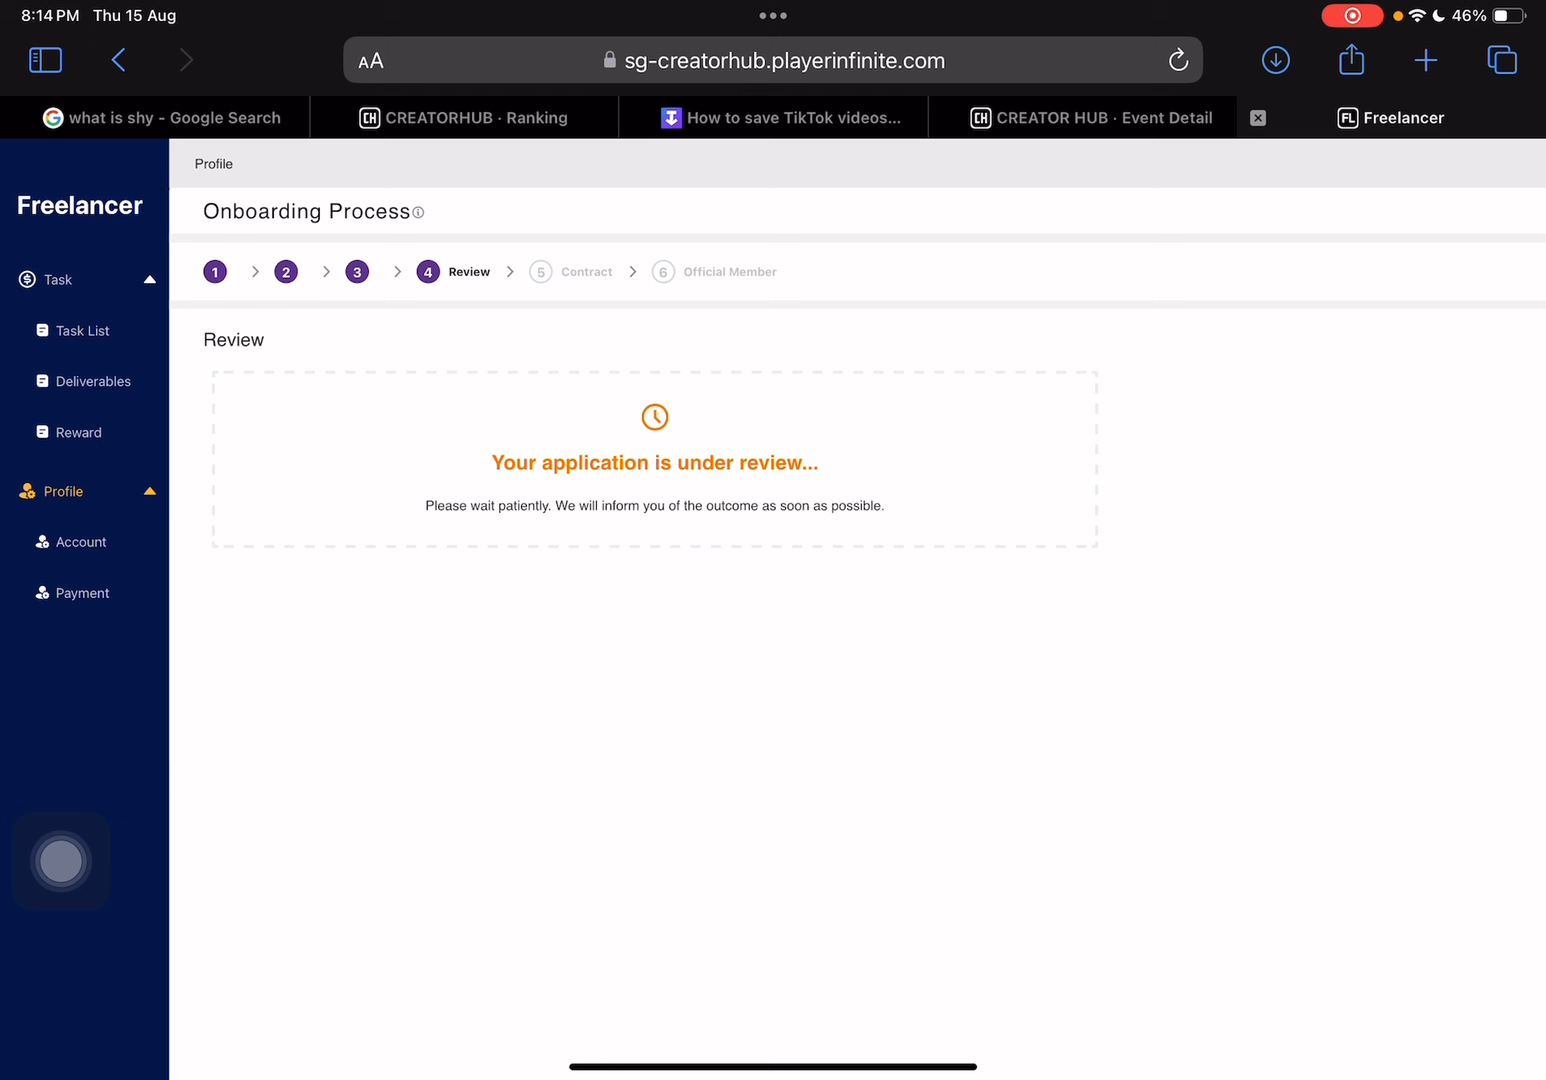 8:14 PM Thu 15 Aug
46%
AA
sg-creatorhub.playerinfinite.com
what is shy - Google Search
CH CREATORHUB · Ranking
How to save TikTok videos...
CH CREATOR HUB · Event Detail
FL Freelancer
Freelancer
Task
Task List
Deliverables
Reward
Profile
Account
Payment
Profile
Onboarding Process
1 > 2 > 3 > 4 Review > 5 Contract > 6 Official Member
Review
Your application is under review...
Please wait patiently. We will inform you of the outcome as soon as possible.